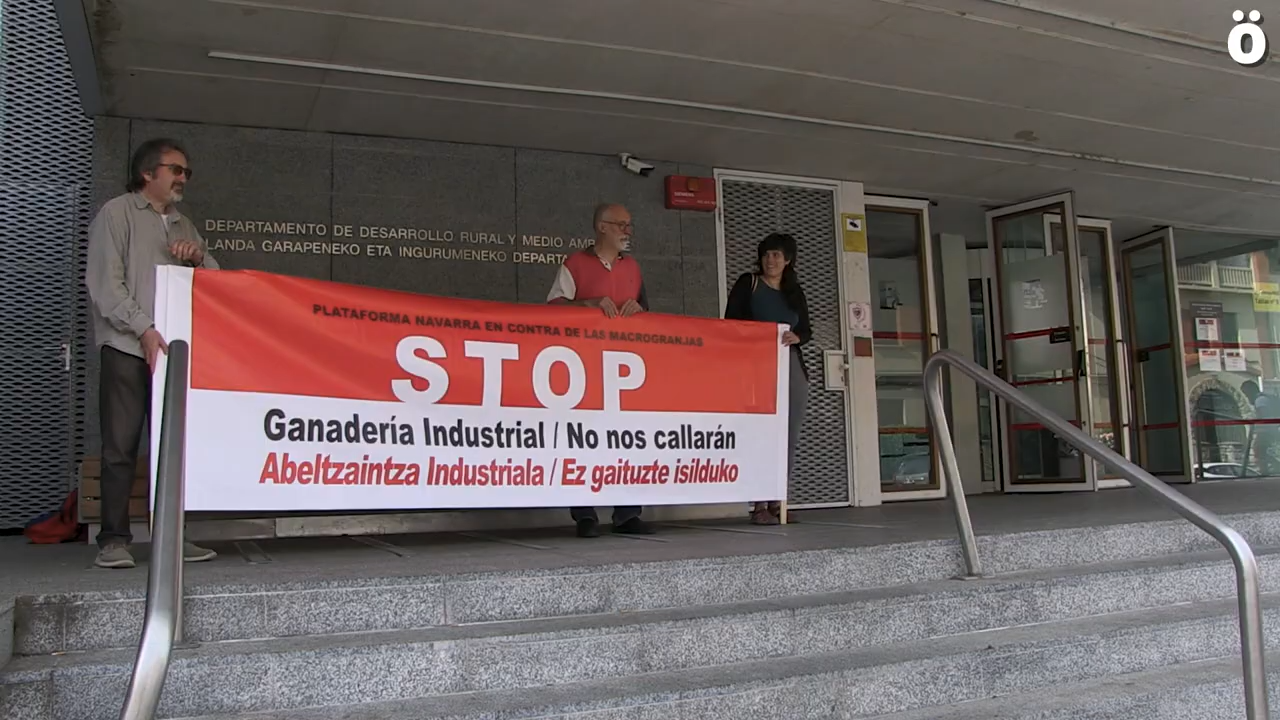 ö
DEPARTAMENTO DE DESARROLLO RURAL Y MEDIO AMB
LANDA GARAPENEKO ETA INGURUMENEKO DEPARTA
PLATAFORMA NAVARRA EN CONTRA DE LAS MACROGRANJAS
STOP
Ganadería Industrial / No nos callarán
Abeltzaintza Industriala / Ez gaituzte isilduko